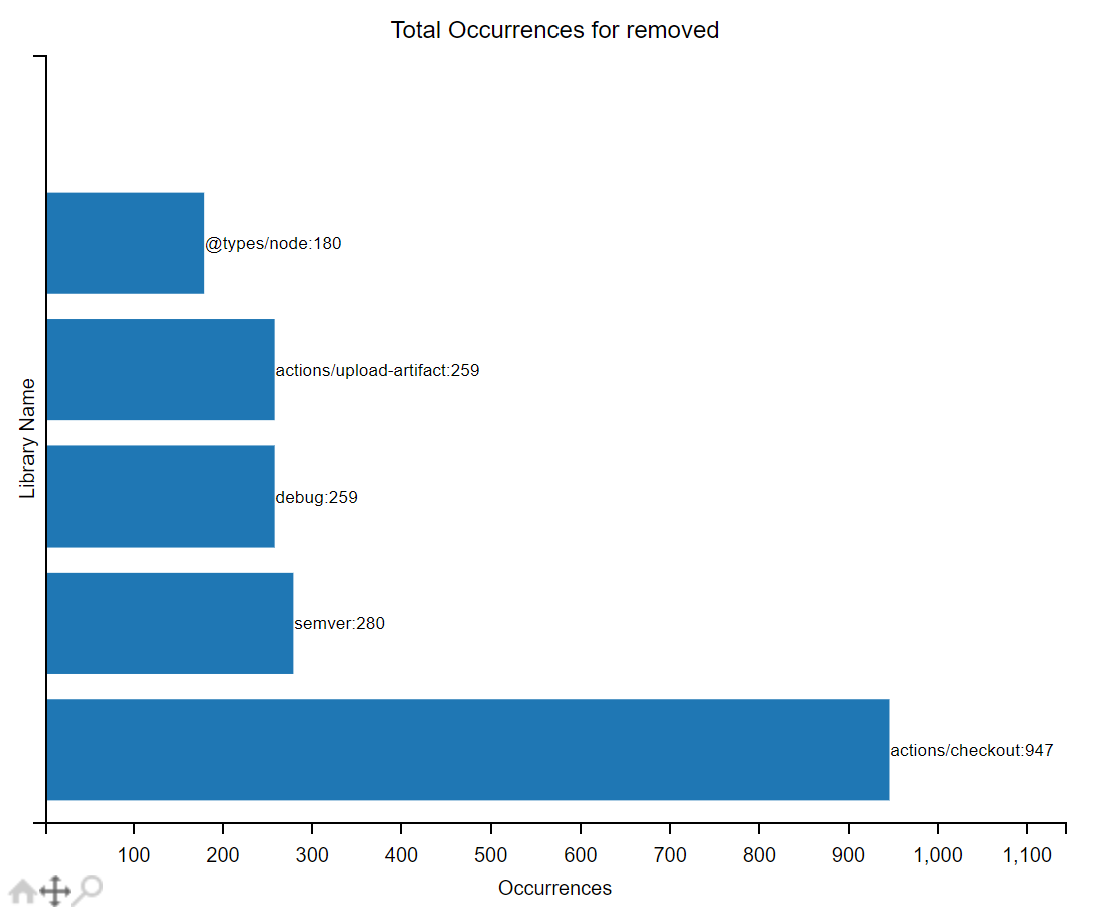 Total Occurrences for removed
@types/node:180
actions/upload-artifact:259
debug:259
semver:280
actions/checkout:947
Library Name
100 200 300 400 500 600 700 800 900 1,000 1,100
Occurrences